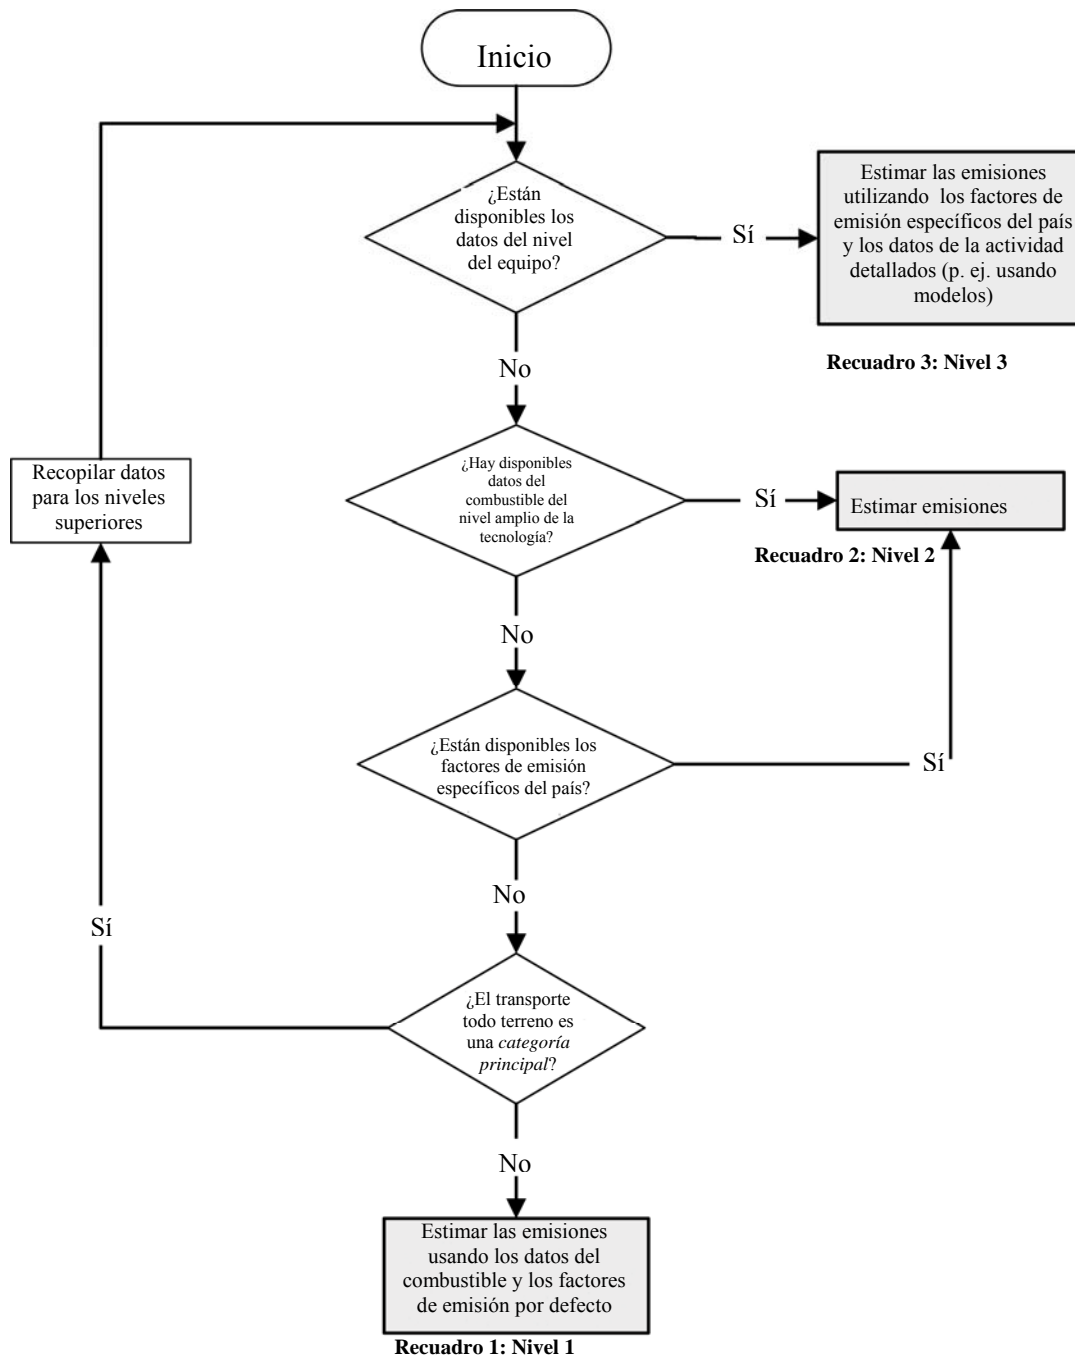 Inicio
¿Están
disponibles los
datos del nivel
del equipo?
Sí
Estimar las emisiones
utilizando los factores de
emisión específicos del país
y los datos de la actividad
detallados (p. ej. usando
modelos)
Recuadro 3: Nivel 3
No
Recopilar datos
para los niveles
superiores
¿Hay disponibles
datos del
combustible del
nivel amplio de la
tecnología?
Sí
Estimar emisiones
Recuadro 2: Nivel 2
No
¿Están disponibles los
factores de emisión
específicos del país?
Sí
No
Sí
¿El transporte
todo terreno es
una categoría
principal?
No
Estimar las emisiones
usando los datos del
combustible y los factores
de emisión por defecto
Recuadro 1: Nivel 1